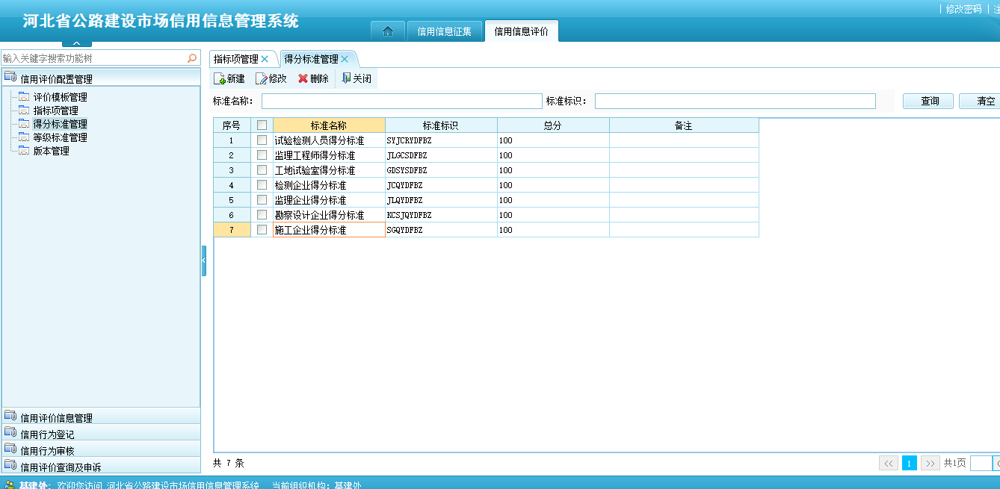 河北省公路建设市场信用信息管理系统
修改密码
信用信息征集
信用信息评价
输入关键字搜索功能树
信用评价配置管理
评价模板管理
指标项管理
得分标准管理
等级标准管理
版本管理
信用评价信息管理
信用行为登记
信用行为审核
信用评价查询及申诉
指标项管理 得分标准管理
新建 修改 删除 关闭
标准名称： 标准标识： 查询 清空
序号 标准名称 标准标识 总分 备注
1 试验检测人员得分标准 SYJCRYDFBZ 100
2 监理工程师得分标准 JLGCSDFBZ 100
3 工地试验室得分标准 GDSYSDFBZ 100
4 检测企业得分标准 JCQYDFBZ 100
5 监理企业得分标准 JLQYDFBZ 100
6 勘察设计企业得分标准 KCSJQYDFBZ 100
7 施工企业得分标准 SGQYDFBZ 100
共 7 条
<< 1 >> 共1页
基建处：欢迎您访问 河北省公路建设市场信用信息管理系统 当前组织机构：基建处